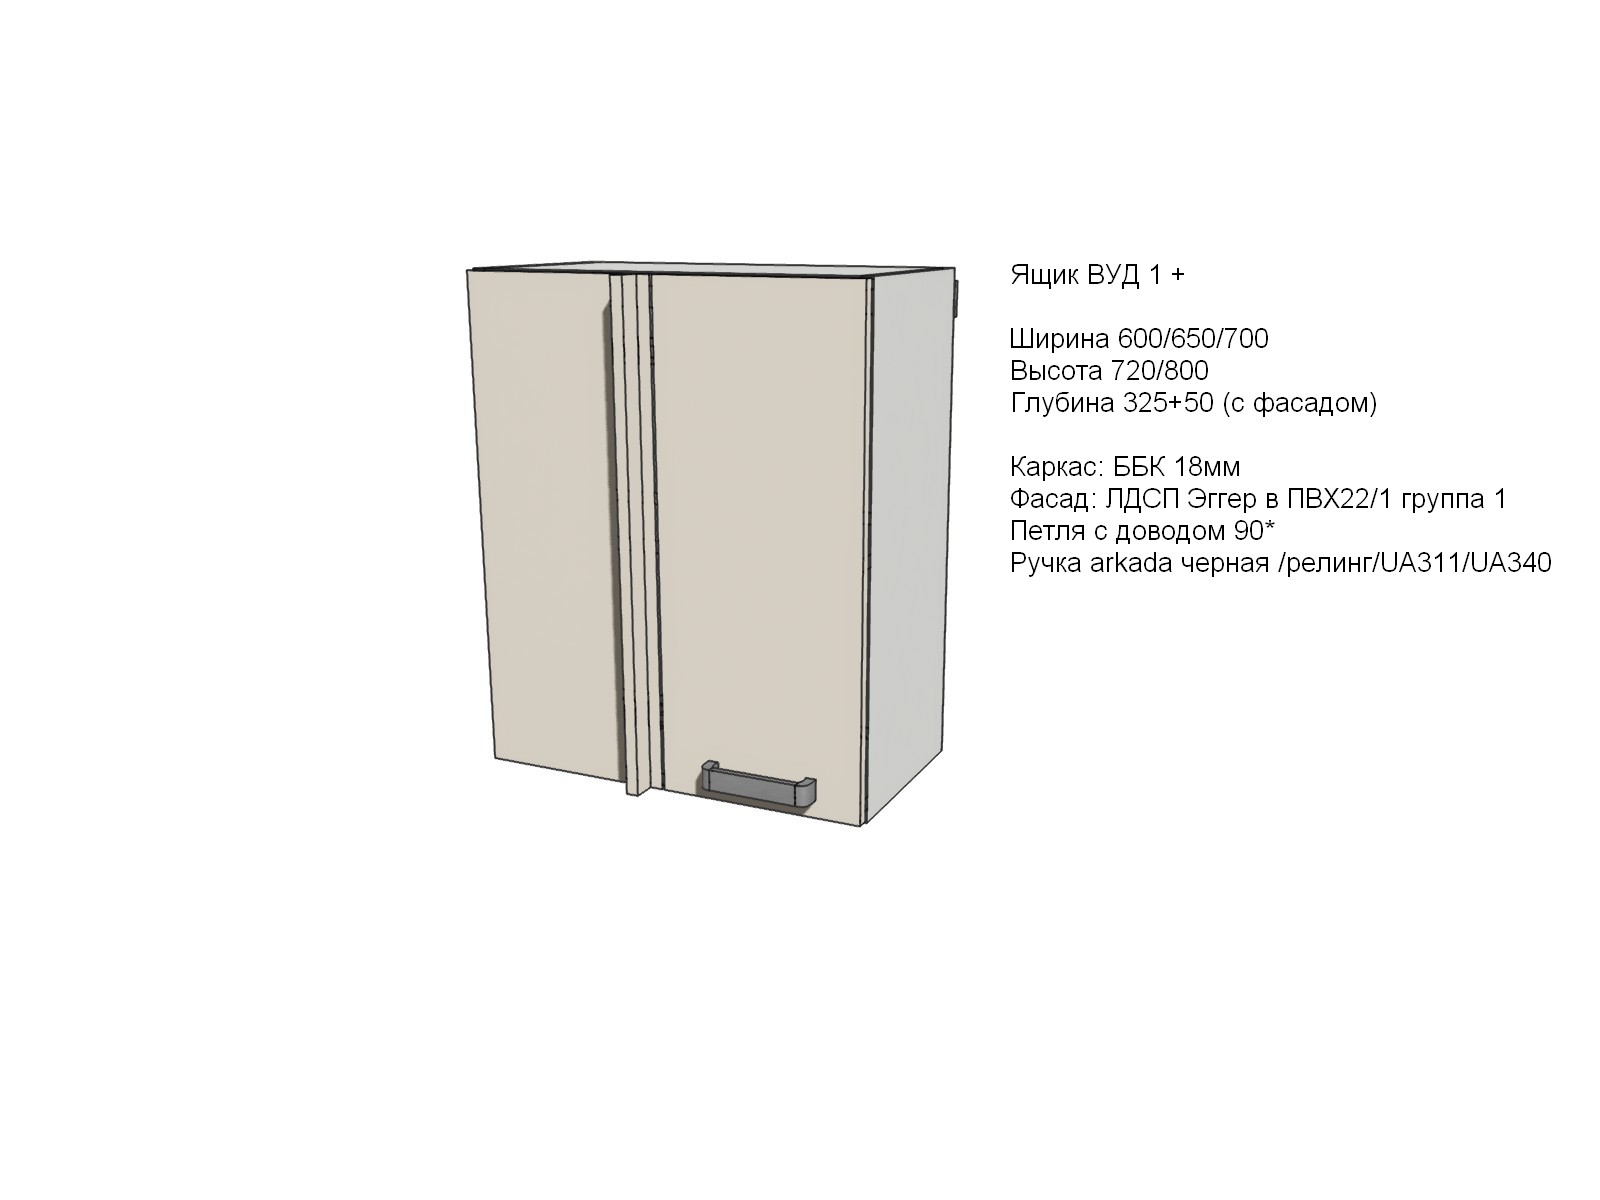 Ящик ВУД 1 +
Ширина 600/650/700
Высота 720/800
Глубина 325+50 (с фасадом)
Каркас: ББК 18мм
Фасад: ЛДСП Эггер в ПВХ22/1 группа 1
Петля с доводом 90*
Ручка arkada черная /релинг/UA311/UA340